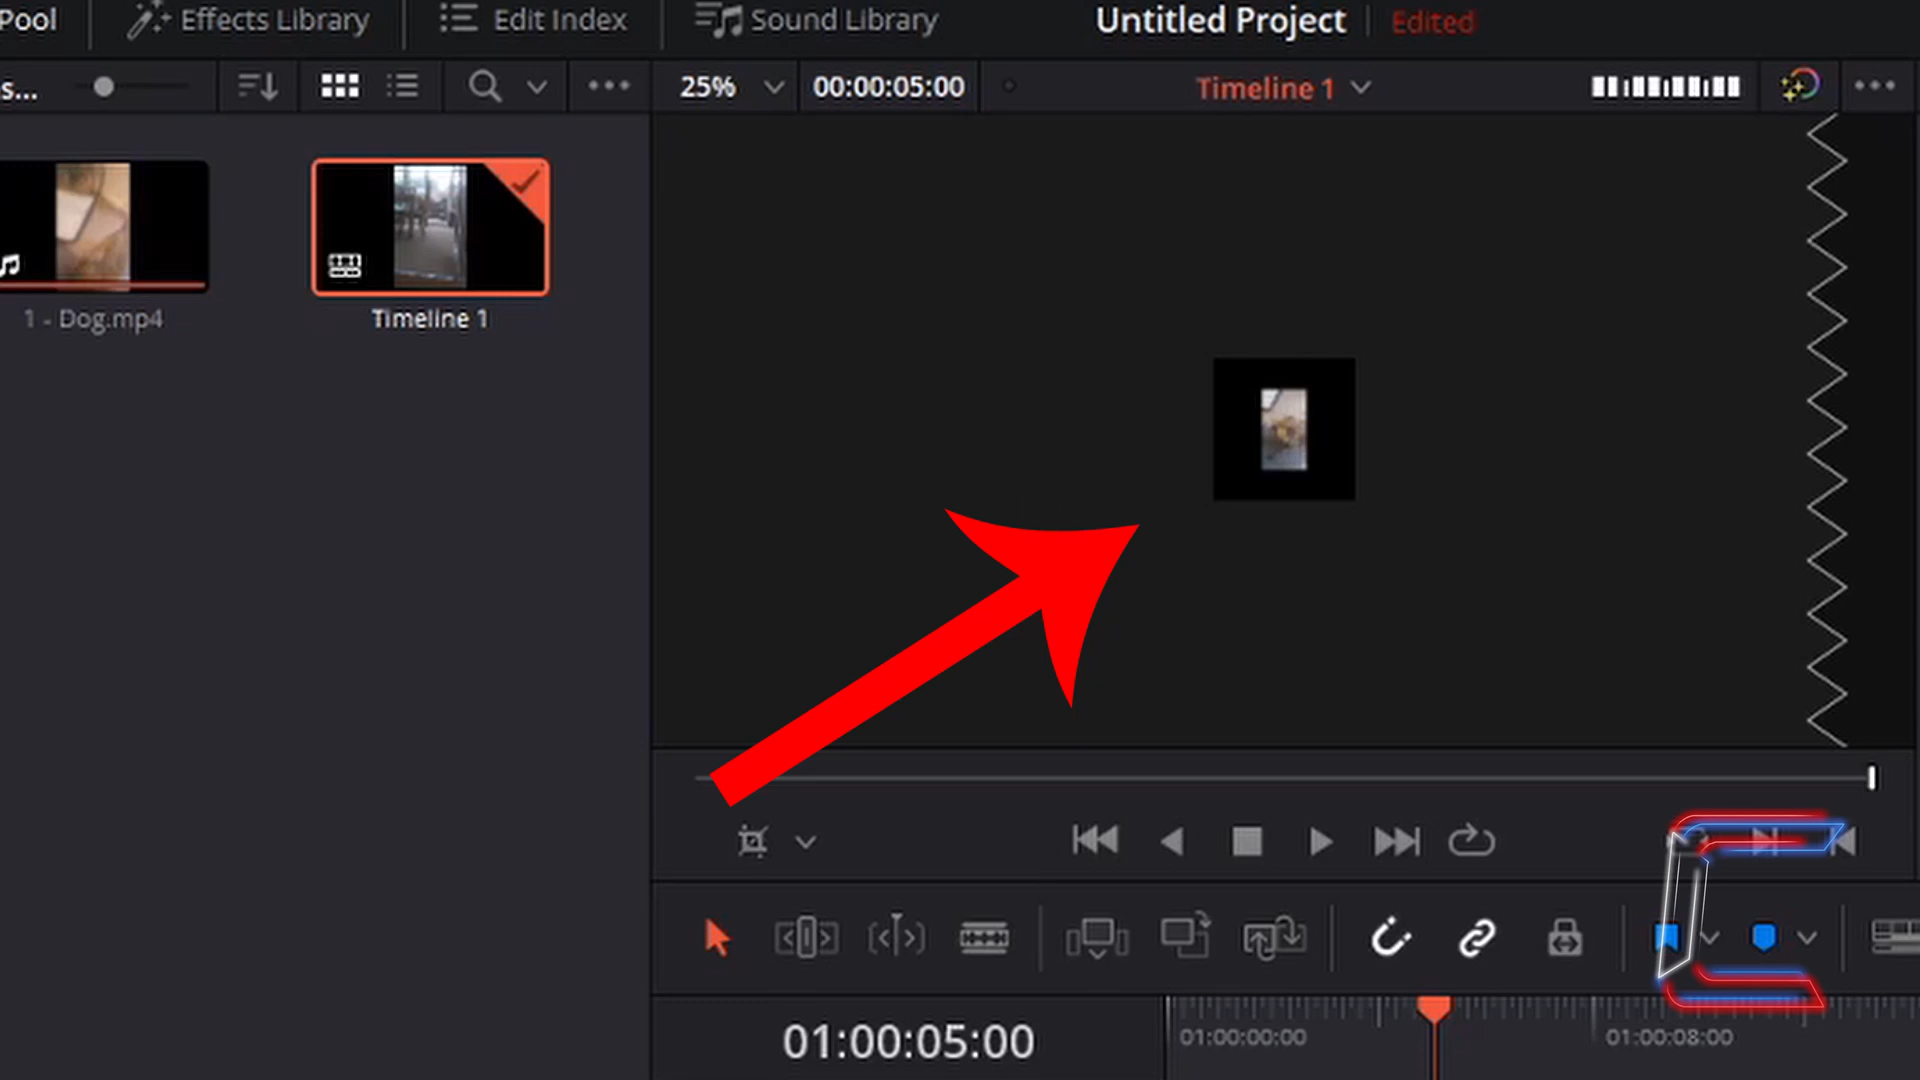 Pool Effects Library Edit Index Sound Library Untitled Project Edited
s... 25% 00:00:05:00 Timeline 1
1 - Dog.mp4 Timeline 1
01:00:05:00 01:00:00:00 01:00:08:00